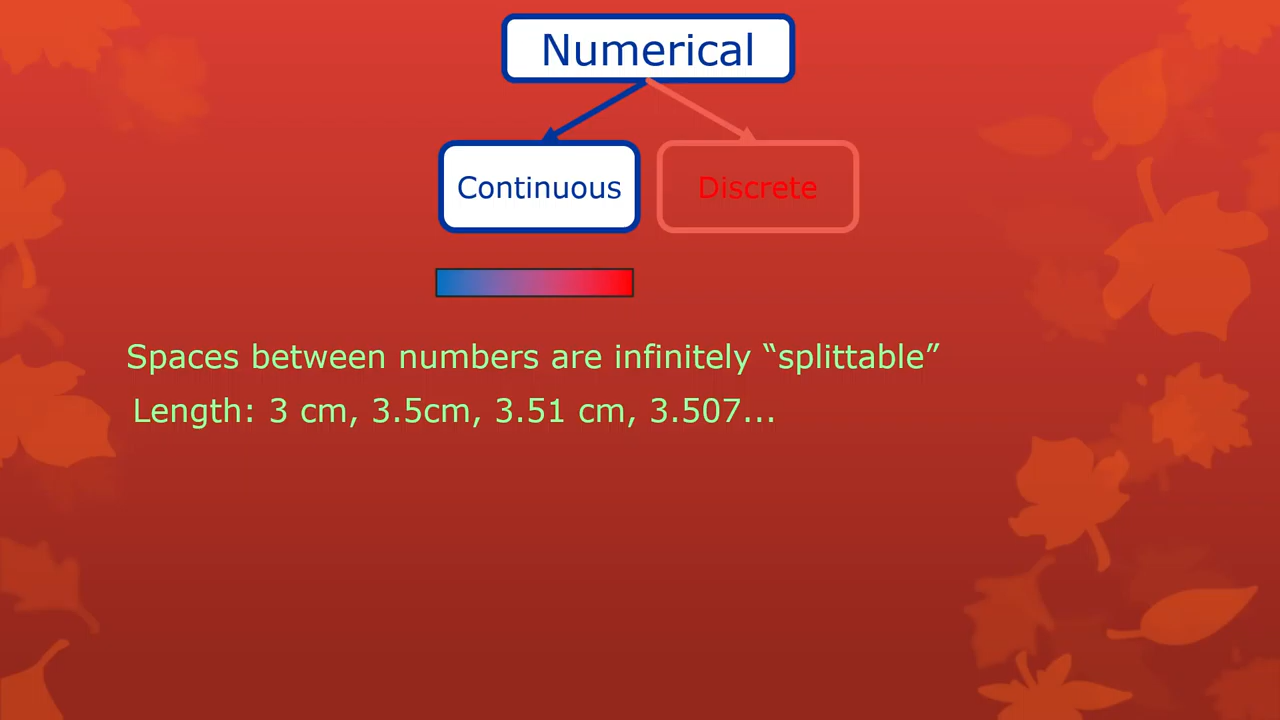 Numerical
Continuous
Discrete
Spaces between numbers are infinitely “splittable”
Length: 3 cm, 3.5cm, 3.51 cm, 3.507...